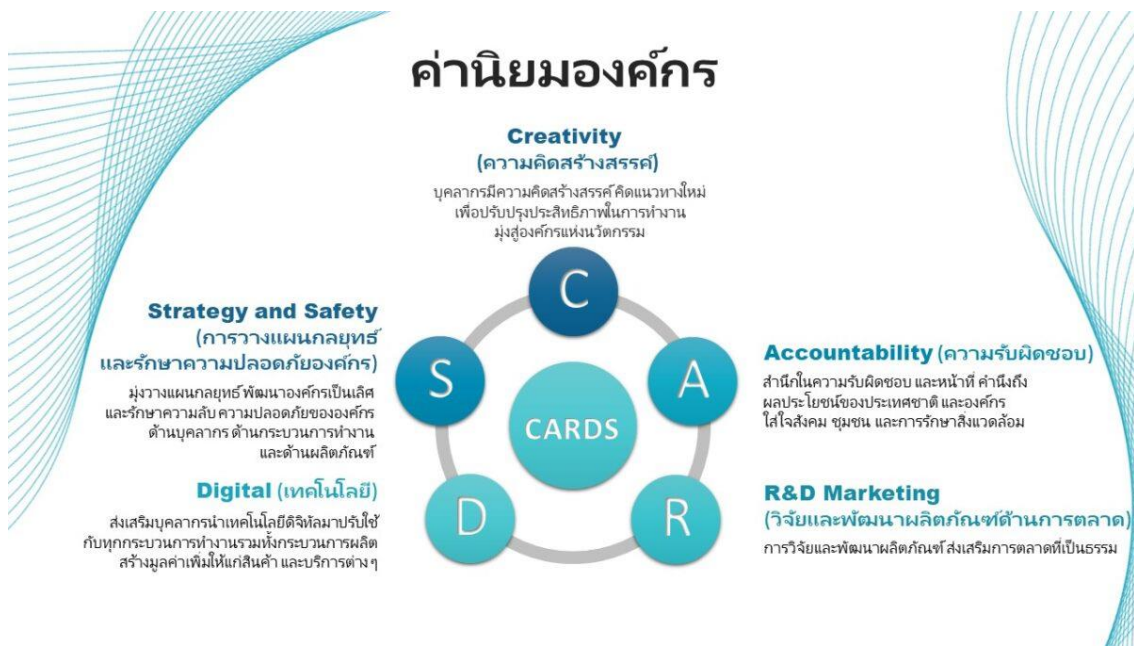 ค่านิยมองค์กร
Creativity
(ความคิดสร้างสรรค์)
บุคลากรมีความคิดสร้างสรรค์ คิดแนวทางใหม่
เพื่อปรับปรุงประสิทธิภาพในการทำงาน
มุ่งสู่องค์กรแห่งนวัตกรรม
C
A
R
D
S
CARDS
Accountability (ความรับผิดชอบ)
สำนึกในความรับผิดชอบ และหน้าที่ คำนึงถึง
ผลประโยชน์ของประเทศชาติ และองค์กร
ใส่ใจสังคม ชุมชน และการรักษาสิ่งแวดล้อม
R&D Marketing
(วิจัยและพัฒนาผลิตภัณฑ์ด้านการตลาด)
การวิจัยและพัฒนาผลิตภัณฑ์ ส่งเสริมการตลาดที่เป็นธรรม
Digital (เทคโนโลยี)
ส่งเสริมบุคลากรนำเทคโนโลยีดิจิทัลมาปรับใช้
กับทุกกระบวนการทำงานรวมทั้งกระบวนการผลิต
สร้างมูลค่าเพิ่มให้แก่สินค้า และบริการต่าง ๆ
Strategy and Safety
(การวางแผนกลยุทธ์
และรักษาความปลอดภัยองค์กร)
มุ่งวางแผนกลยุทธ์ พัฒนาองค์กรเป็นเลิศ
และรักษาความลับ ความปลอดภัยขององค์กร
ด้านบุคลากร ด้านกระบวนการทำงาน
และด้านผลิตภัณฑ์